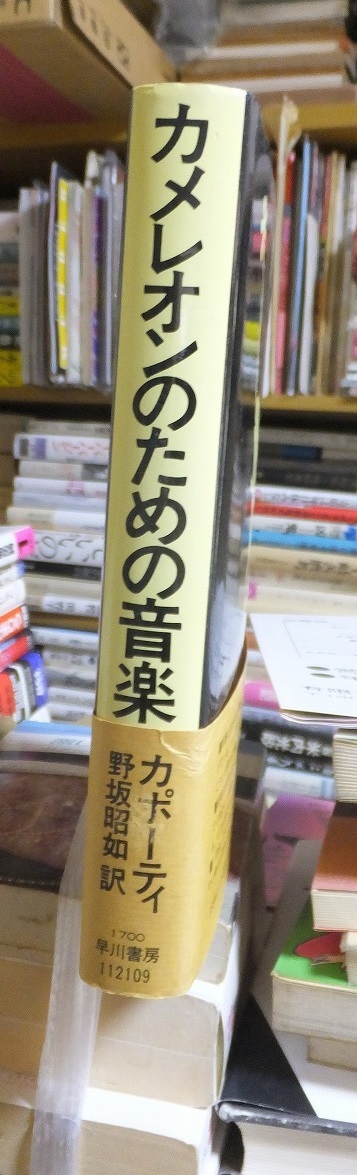 カメレオンのための音楽
カポーティ
野坂昭如 訳
1700
早川書房
112109